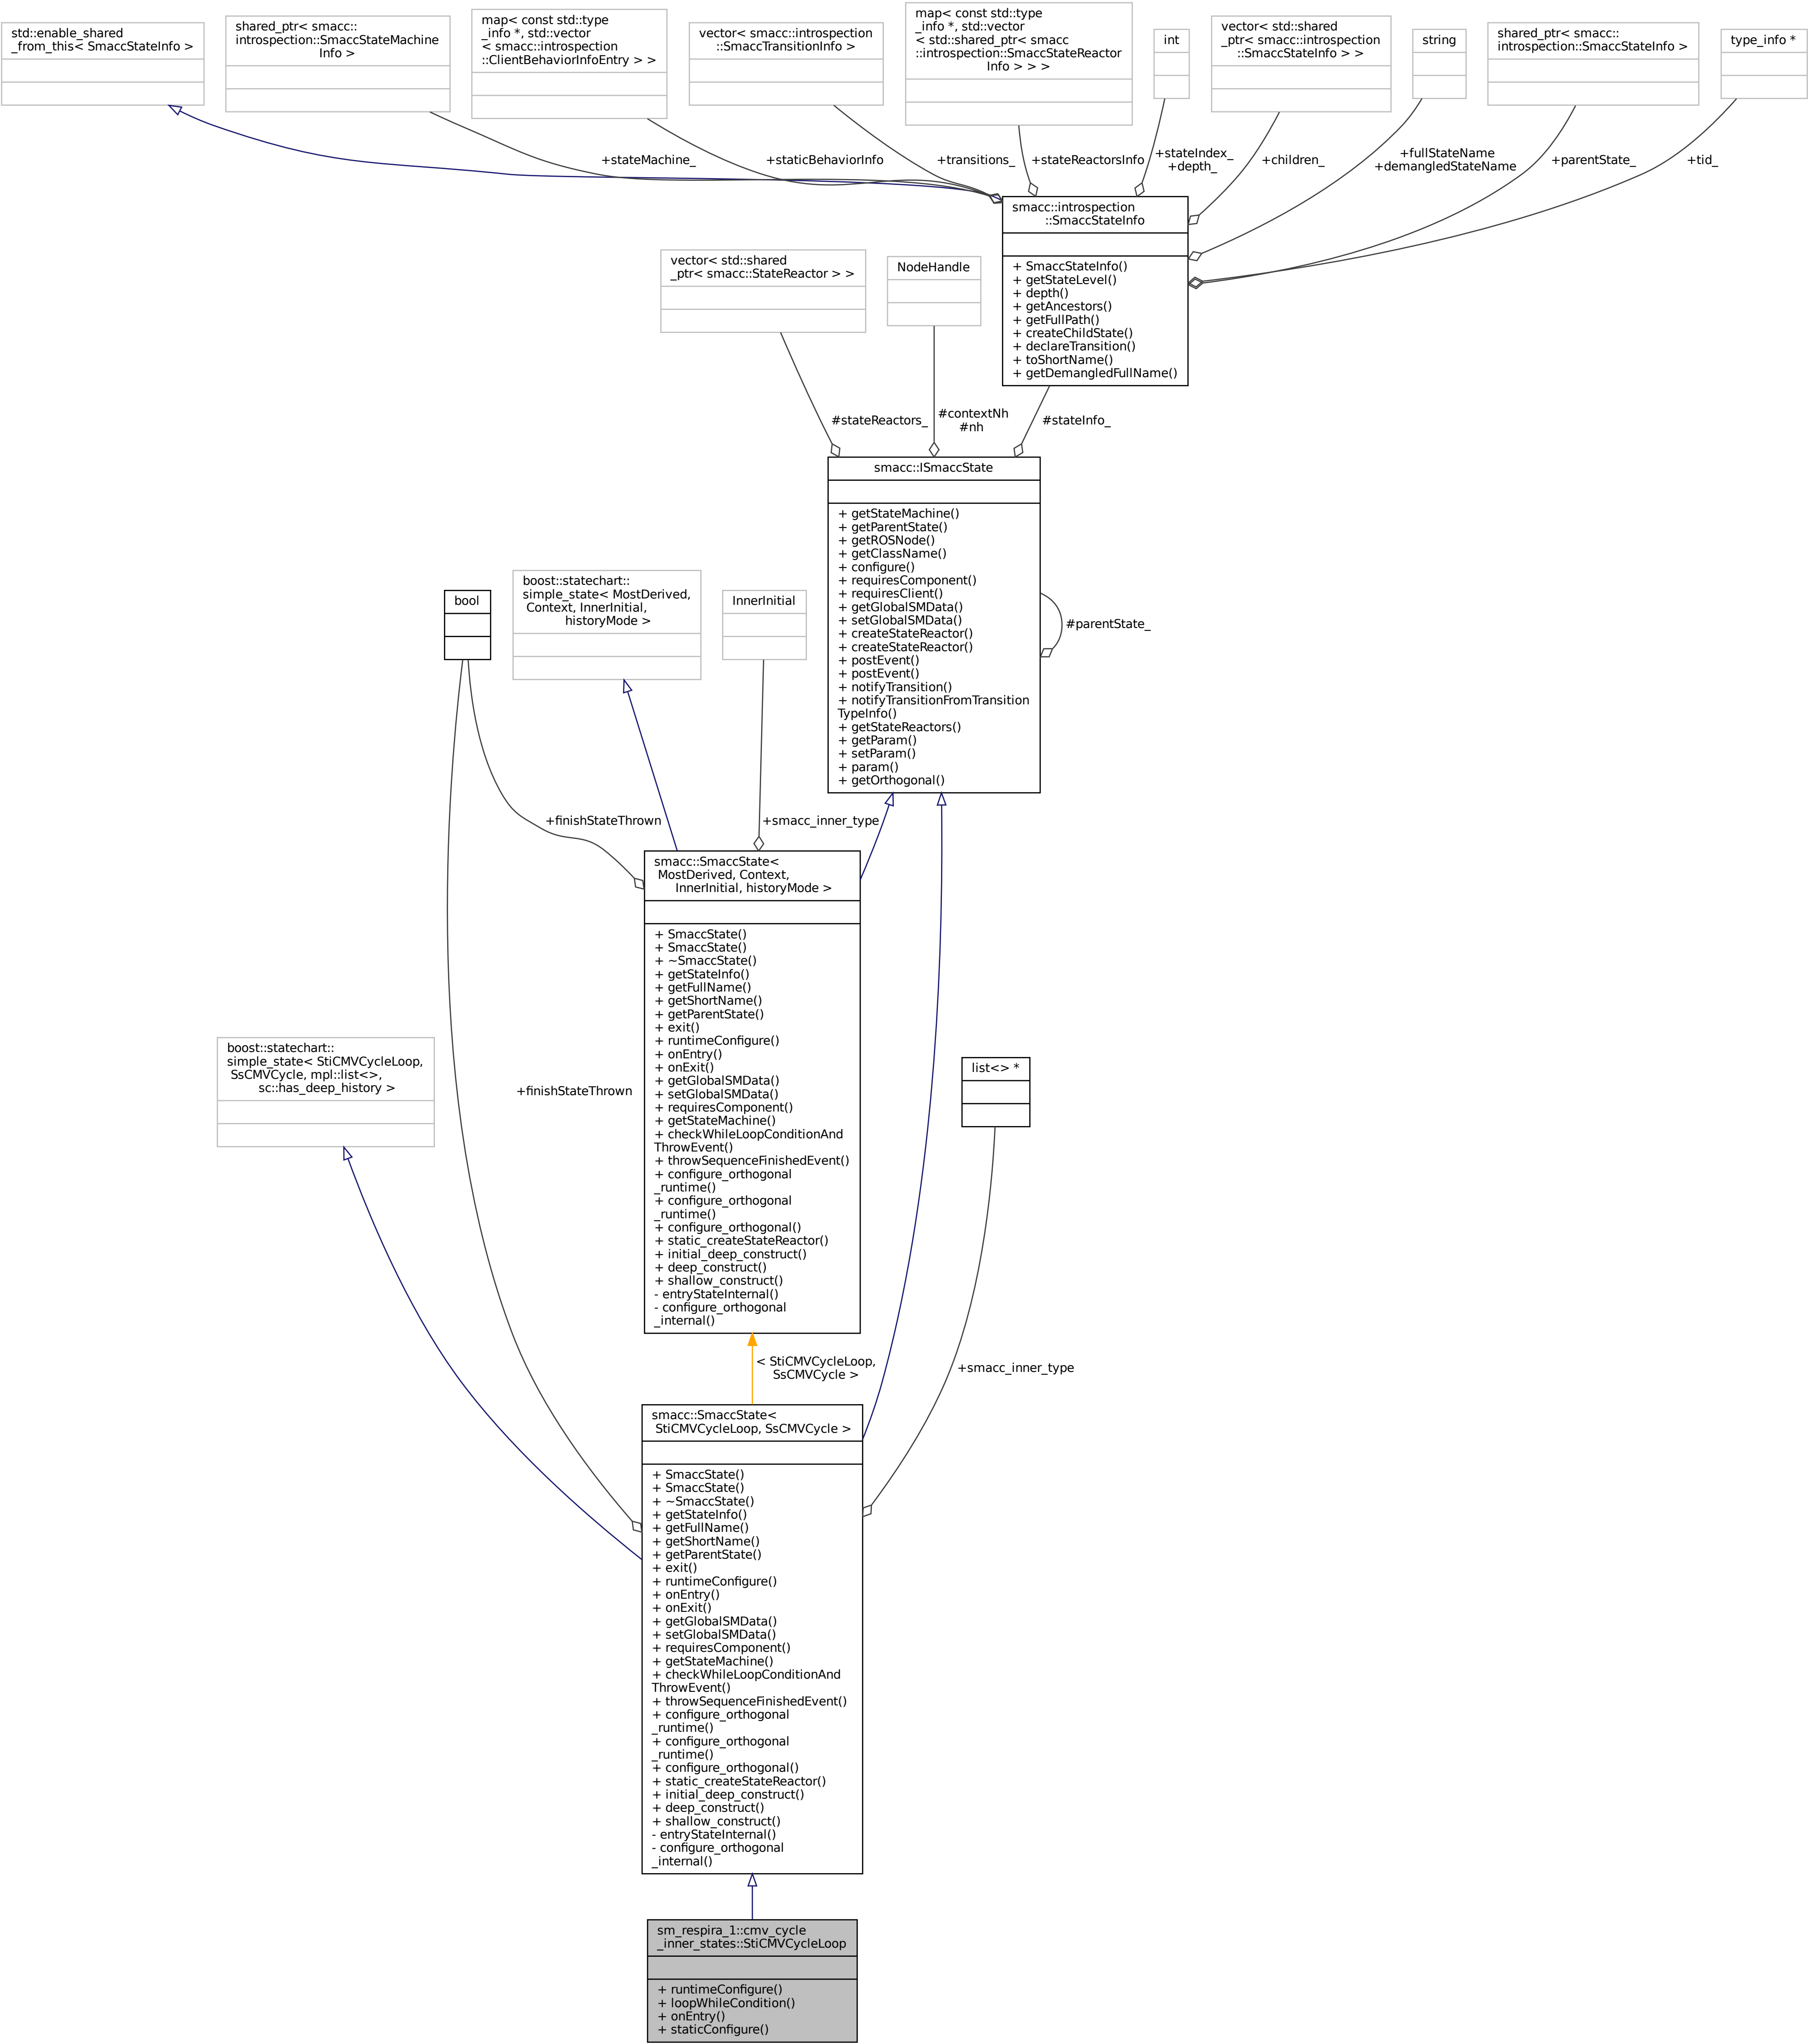 std::enable_shared
_from_this< SmaccStateInfo >
shared_ptr< smacc::
introspection::SmaccStateMachine
Info >
map< const std::type
_info *, std::vector
< smacc::introspection
::ClientBehaviorInfoEntry > >
vector< smacc::introspection
::SmaccTransitionInfo >
map< const std::type
_info *, std::vector
< std::shared_ptr< smacc
::introspection::SmaccStateReactor
Info > > >
int
vector< std::shared
_ptr< smacc::introspection
::SmaccStateInfo > >
string
shared_ptr< smacc::
introspection::SmaccStateInfo >
type_info *
+stateMachine_
+staticBehaviorInfo
+transitions_
+stateReactorsInfo
+stateIndex_
+depth_
+children_
+fullStateName
+demangledStateName
+parentState_
+tid_
smacc::introspection
::SmaccStateInfo
+ SmaccStateInfo()
+ getStateLevel()
+ depth()
+ getAncestors()
+ getFullPath()
+ createChildState()
+ declareTransition()
+ toShortName()
+ getDemangledFullName()
vector< std::shared
_ptr< smacc::StateReactor > >
NodeHandle
#stateReactors_
#contextNh
#nh
#stateInfo_
smacc::ISmaccState
+ getStateMachine()
+ getParentState()
+ getROSNode()
+ getClassName()
+ configure()
+ requiresComponent()
+ requiresClient()
+ getGlobalSMData()
+ setGlobalSMData()
+ createStateReactor()
+ createStateReactor()
+ postEvent()
+ postEvent()
+ notifyTransition()
+ notifyTransitionFromTransition
TypeInfo()
+ getStateReactors()
+ getParam()
+ setParam()
+ param()
+ getOrthogonal()
#parentState_
bool
boost::statechart::
simple_state< MostDerived,
Context, InnerInitial,
historyMode >
InnerInitial
+finishStateThrown
+smacc_inner_type
smacc::SmaccState<
MostDerived, Context,
InnerInitial, historyMode >
+ SmaccState()
+ SmaccState()
+ ~SmaccState()
+ getStateInfo()
+ getFullName()
+ getShortName()
+ getParentState()
+ exit()
+ runtimeConfigure()
+ onEntry()
+ onExit()
+ getGlobalSMData()
+ setGlobalSMData()
+ requiresComponent()
+ getStateMachine()
+ checkWhileLoopConditionAnd
ThrowEvent()
+ throwSequenceFinishedEvent()
+ configure_orthogonal
_runtime()
+ configure_orthogonal
_runtime()
+ configure_orthogonal()
+ static_createStateReactor()
+ initial_deep_construct()
+ deep_construct()
+ shallow_construct()
- entryStateInternal()
- configure_orthogonal
_internal()
boost::statechart::
simple_state< StiCMVCycleLoop,
SsCMVCycle, mpl::list<>,
sc::has_deep_history >
+finishStateThrown
list<> *
< StiCMVCycleLoop,
SsCMVCycle >
+smacc_inner_type
smacc::SmaccState<
StiCMVCycleLoop, SsCMVCycle >
+ SmaccState()
+ SmaccState()
+ ~SmaccState()
+ getStateInfo()
+ getFullName()
+ getShortName()
+ getParentState()
+ exit()
+ runtimeConfigure()
+ onEntry()
+ onExit()
+ getGlobalSMData()
+ setGlobalSMData()
+ requiresComponent()
+ getStateMachine()
+ checkWhileLoopConditionAnd
ThrowEvent()
+ throwSequenceFinishedEvent()
+ configure_orthogonal
_runtime()
+ configure_orthogonal
_runtime()
+ configure_orthogonal()
+ static_createStateReactor()
+ initial_deep_construct()
+ deep_construct()
+ shallow_construct()
- entryStateInternal()
- configure_orthogonal
_internal()
sm_respira_1::cmv_cycle
_inner_states::StiCMVCycleLoop
+ runtimeConfigure()
+ loopWhileCondition()
+ onEntry()
+ staticConfigure()